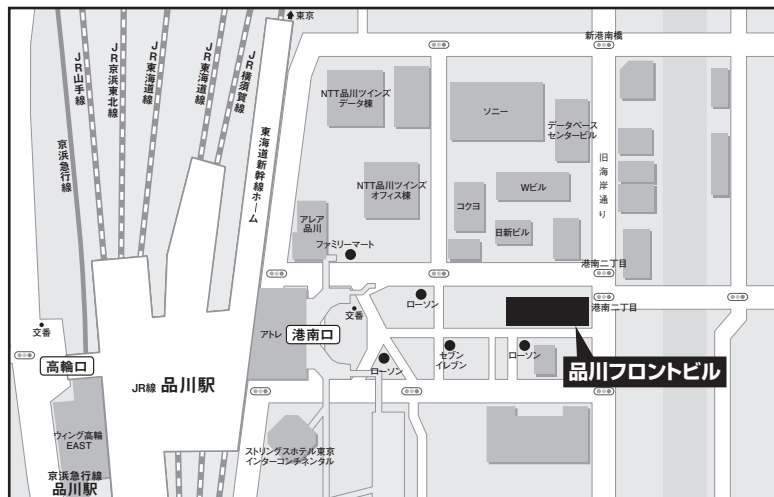 東京
新港南橋
JR山手線
JR京浜東北線
JR東海道線
JR東海道線
JR横須賀線
京浜急行線
東海道新幹線ホーム
NTT品川ツインズ
データ棟
ソニー
データベース
センタービル
旧海岸通り
NTT品川ツインズ
オフィス棟
Wビル
コクヨ
日新ビル
アレア
品川
ファミリーマート
港南二丁目
ローソン
港南二丁目
交番
アトレ
港南口
交番
高輪口
JR線 品川駅
ローソン
セブン
イレブン
ローソン
品川フロントビル
ウィング高輪
EAST
ストリングスホテル東京
インターコンチネンタル
京浜急行線
品川駅